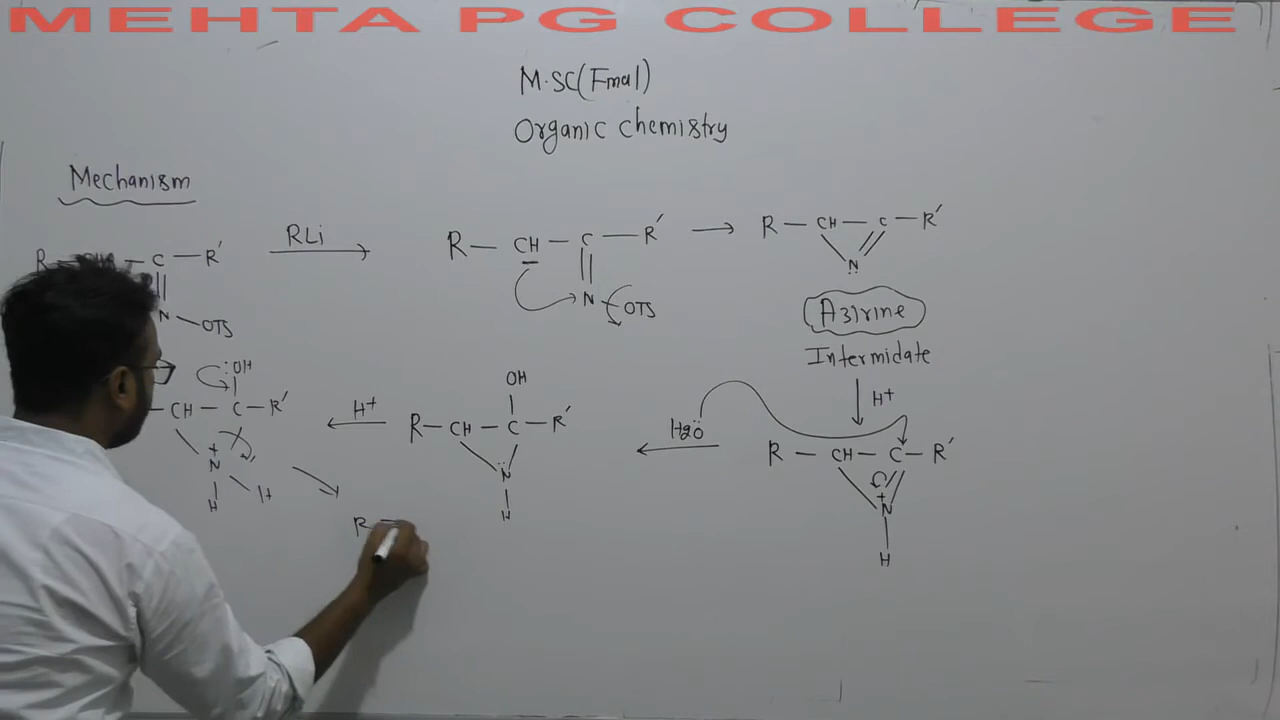 MEHTA PG COLLEGE
M.SC(Final)
Organic chemistry
Mechanism
R — C — R'
N — OTS
RLi
R — CH — C — R'
N — OTS
R — CH — C — R'
N
Azirine
Intermidate
H+
R — CH — C — R'
+
N
H
H2O
OH
R — CH — C — R'
N
H
H+
:OH
CH — C — R'
+
N
H
H
R —